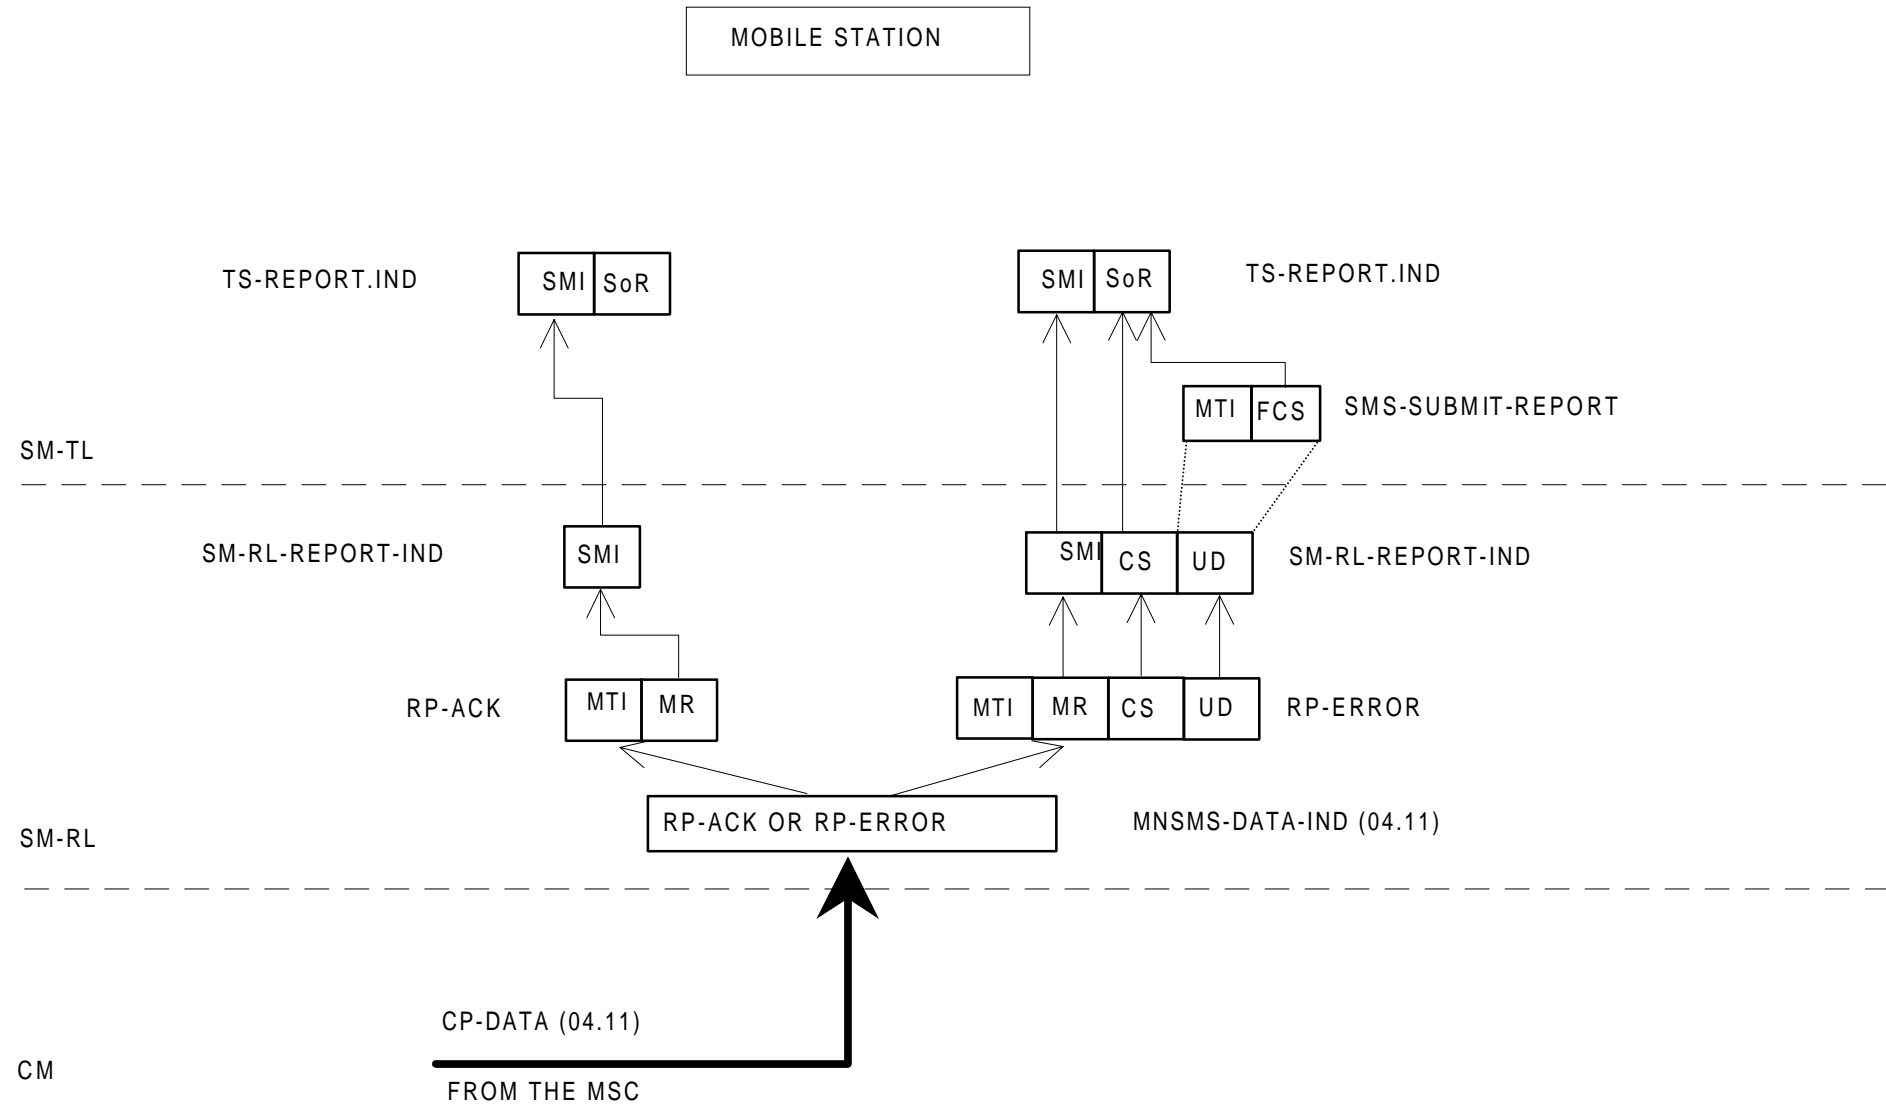 MOBILE STATION
TS-REPORT.IND
SMI SoR
SMI SoR
TS-REPORT.IND
MTI FCS
SMS-SUBMIT-REPORT
SM-TL
SM-RL-REPORT-IND
SMI
SMI CS UD
SM-RL-REPORT-IND
RP-ACK
MTI MR
MTI MR CS UD
RP-ERROR
RP-ACK OR RP-ERROR
MNSMS-DATA-IND (04.11)
SM-RL
CP-DATA (04.11)
CM
FROM THE MSC